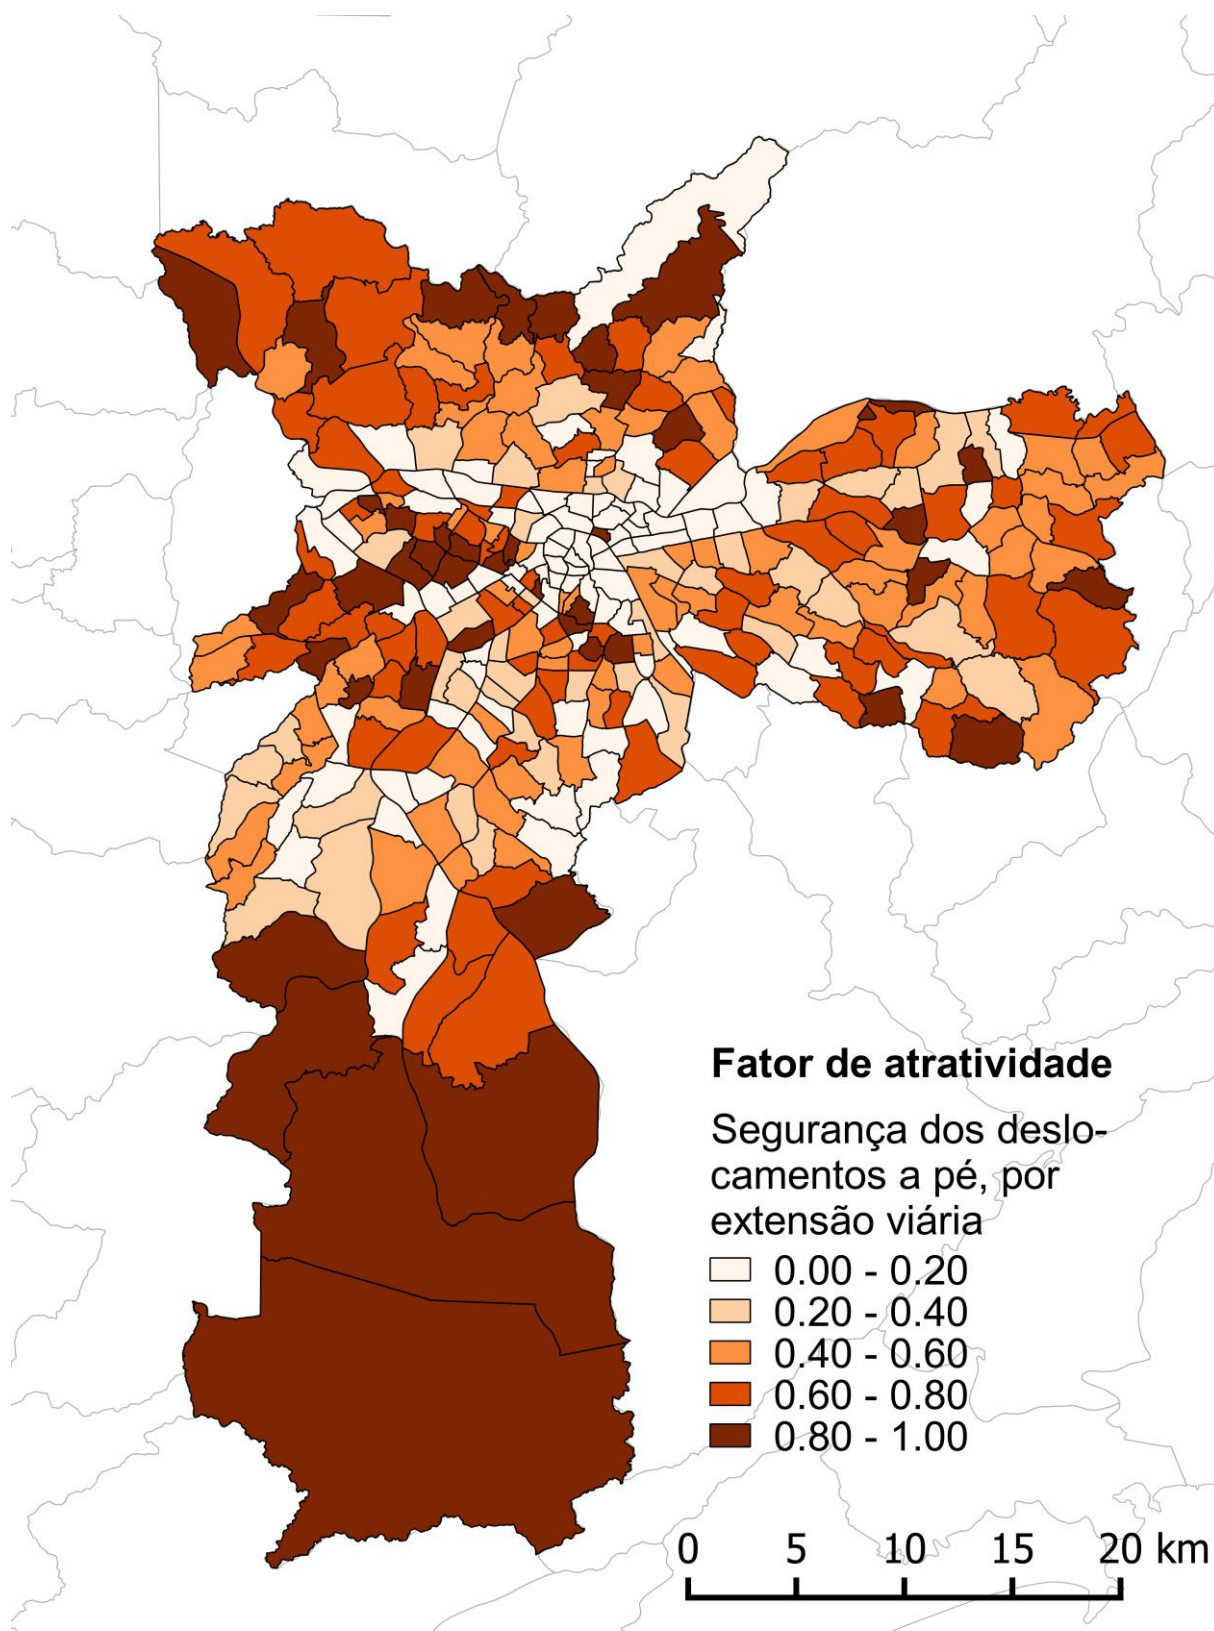 Fator de atratividade
Segurança dos deslo-
camentos a pé, por
extensão viária
0.00 - 0.20
0.20 - 0.40
0.40 - 0.60
0.60 - 0.80
0.80 - 1.00
0 5 10 15 20 km